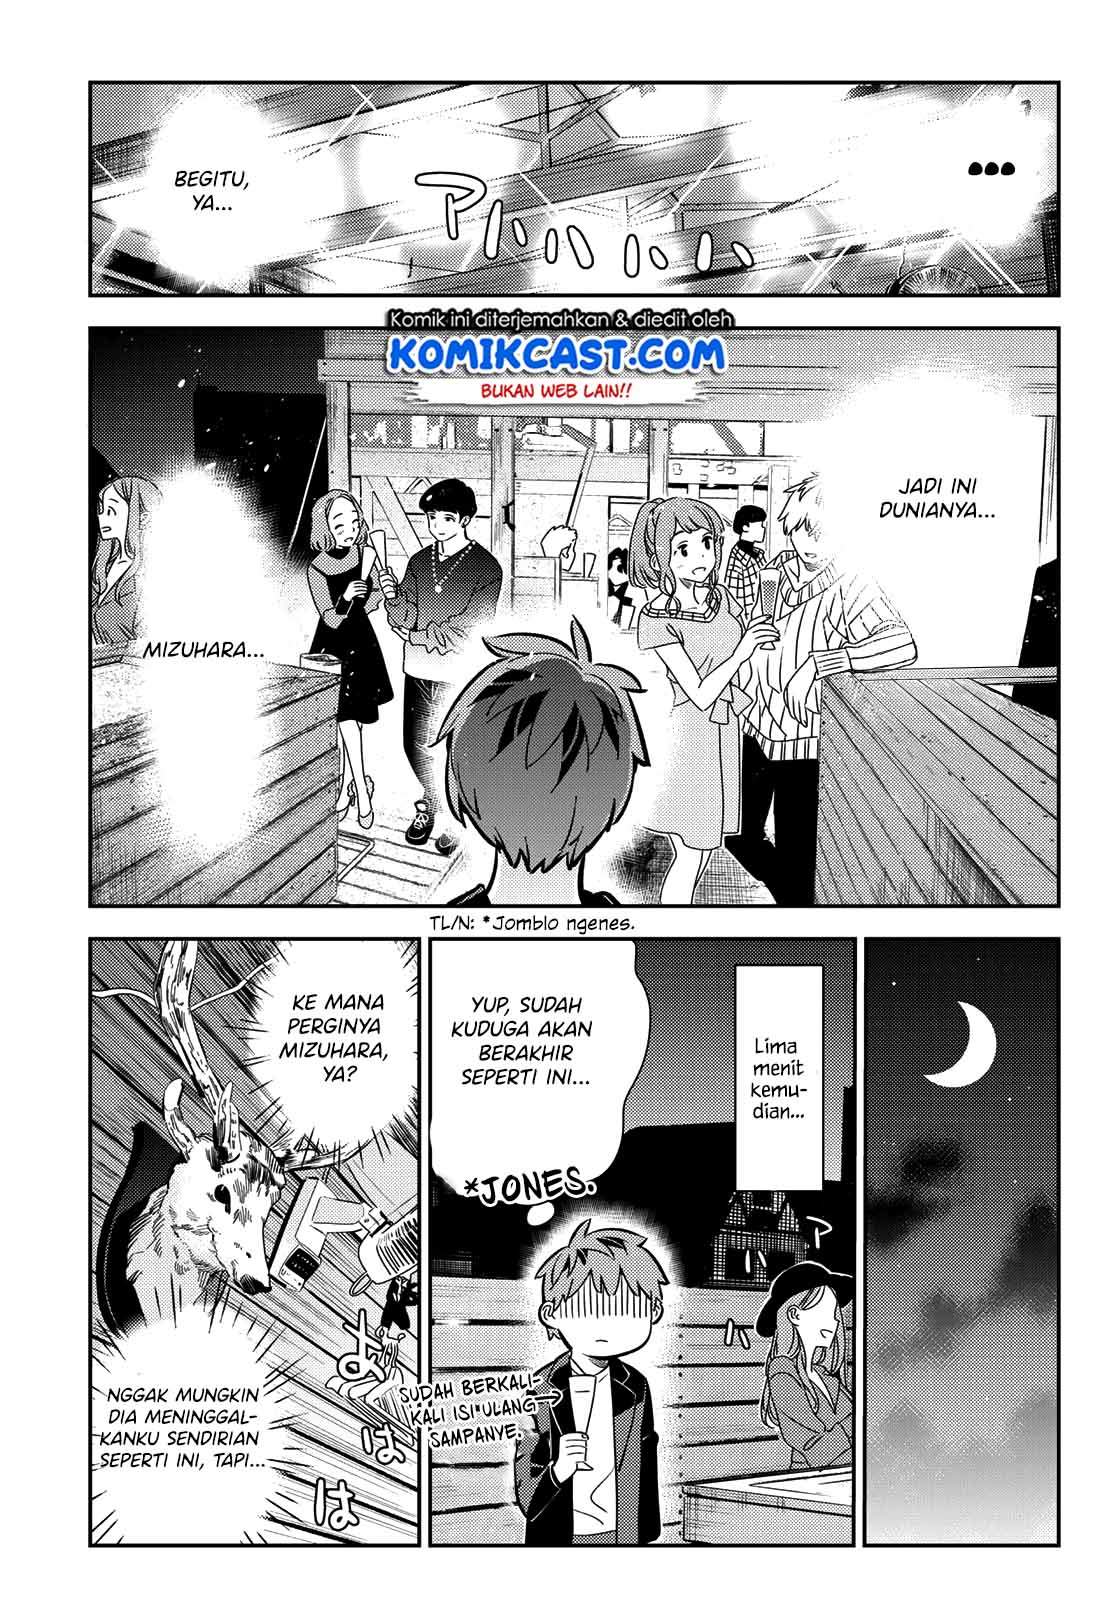 ...
BEGITU,
YA...
アハハハハハ
Komik ini diterjemahkan & diedit oleh
KOMIKCAST.COM
BUKAN WEB LAIN!!
JADI INI
DUNIANYA...
MIZUHARA...
TL/N: *Jomblo ngenes.
Lima
menit
kemu-
dian...
YUP, SUDAH
KUDUGA AKAN
BERAKHIR
SEPERTI INI...
*JONES.
SUDAH BERKALI-
KALI ISI ULANG
SAMPANYE.
KE MANA
PERGINYA
MIZUHARA,
YA?
あはは
NGGAK MUNGKIN
DIA MENINGGAL-
KANKU SENDIRIAN
SEPERTI INI, TAPI...